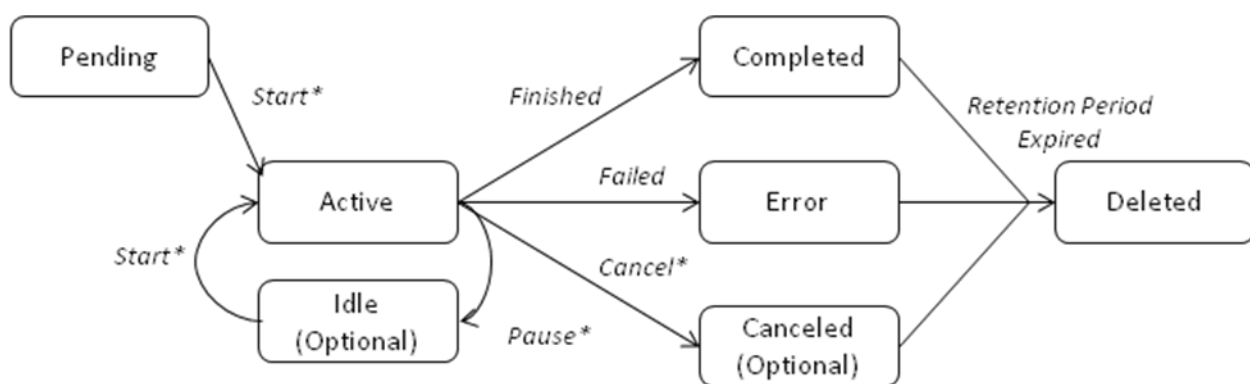 Pending
Start*
Completed
Finished
Retention Period
Expired
Active
Failed
Error
Deleted
Start*
Cancel*
Idle
(Optional)
Pause*
Canceled
(Optional)